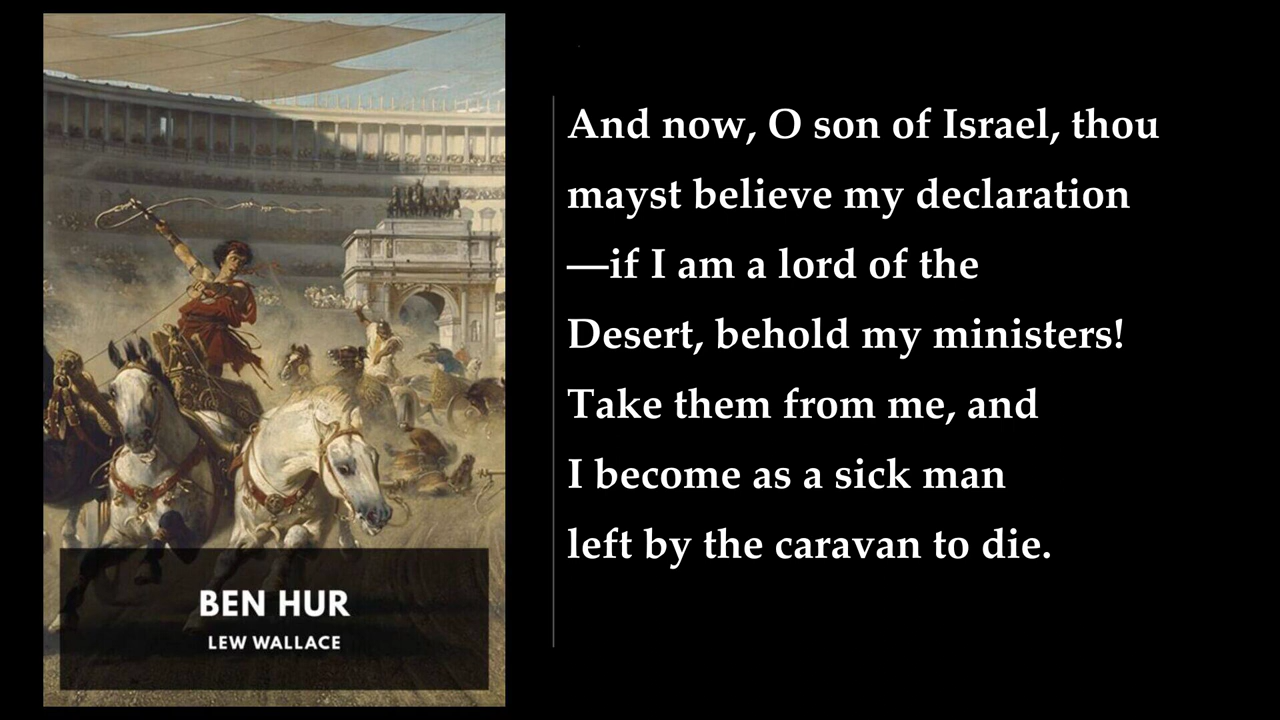 BEN HUR
LEW WALLACE
And now, O son of Israel, thou
mayst believe my declaration
—if I am a lord of the
Desert, behold my ministers!
Take them from me, and
I become as a sick man
left by the caravan to die.